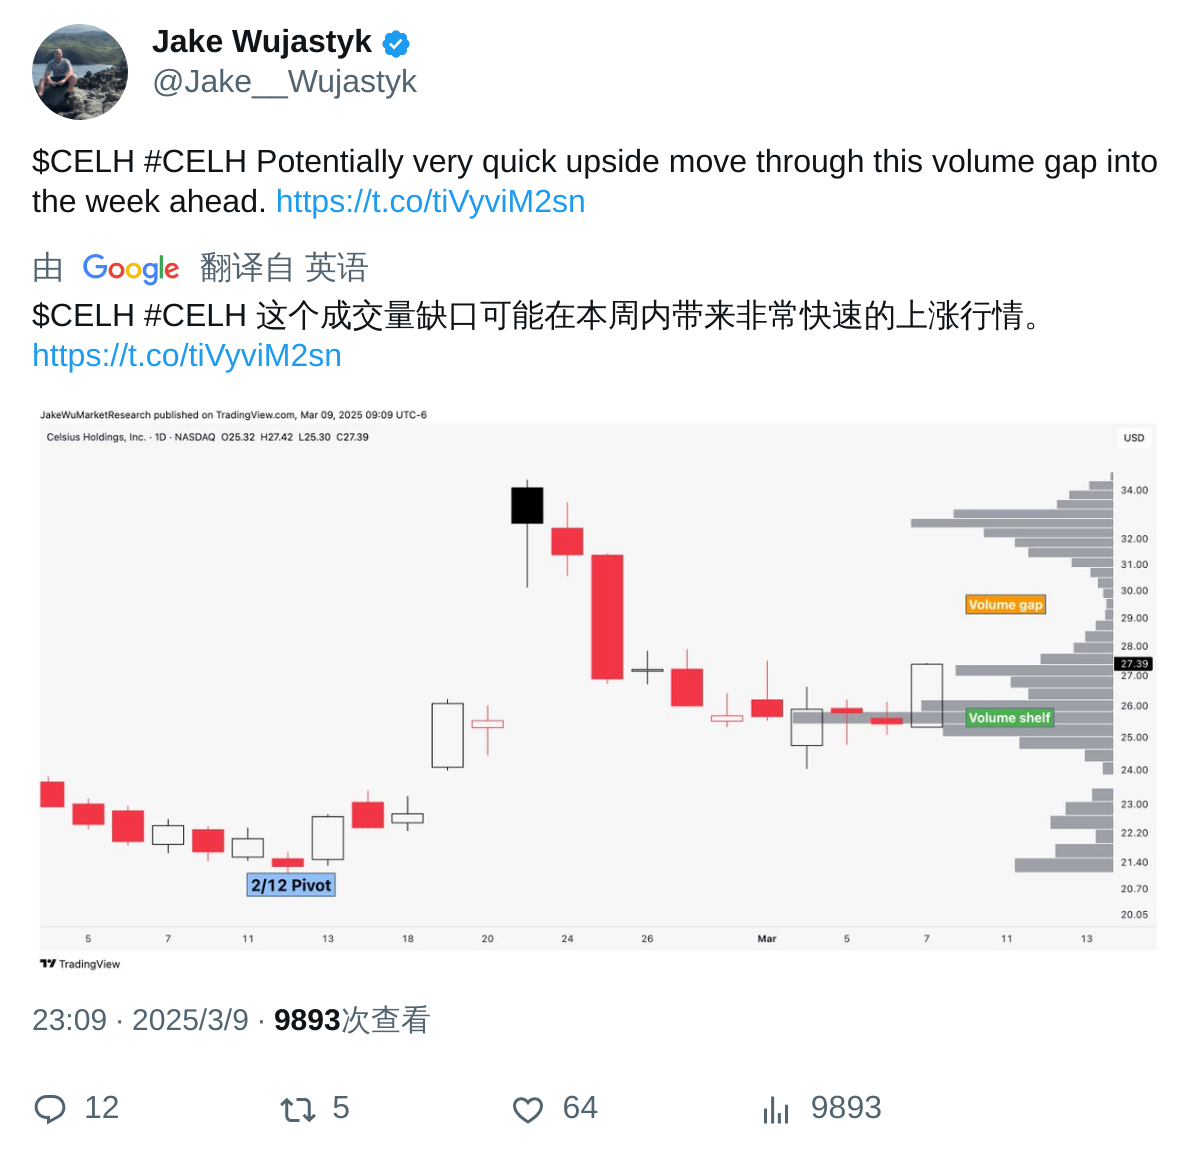 Jake Wujastyk
@Jake__Wujastyk
$CELH #CELH Potentially very quick upside move through this volume gap into
the week ahead. https://t.co/tiVyviM2sn
由 Google 翻译自 英语
$CELH #CELH 这个成交量缺口可能在本周内带来非常快速的上涨行情。
https://t.co/tiVyviM2sn
JakeWuMarketResearch published on TradingView.com, Mar 09, 2025 09:09 UTC-6
Celsius Holdings, Inc. · 1D · NASDAQ O25.32 H27.42 L25.30 C27.39
USD
34.00
32.00
31.00
30.00
Volume gap
29.00
28.00
27.39
27.00
26.00
Volume shelf
25.00
24.00
23.00
22.20
21.40
2/12 Pivot
20.70
20.05
5 7 11 13 18 20 24 26 Mar 5 7 11 13
TradingView
23:09 · 2025/3/9 · 9893次查看
12 5 64 9893